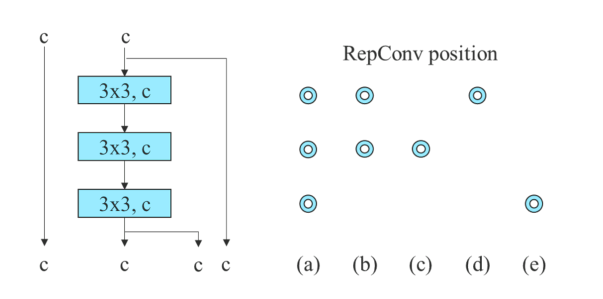 c c
RepConv position
3x3, c
3x3, c
3x3, c
c c c c (a) (b) (c) (d) (e)